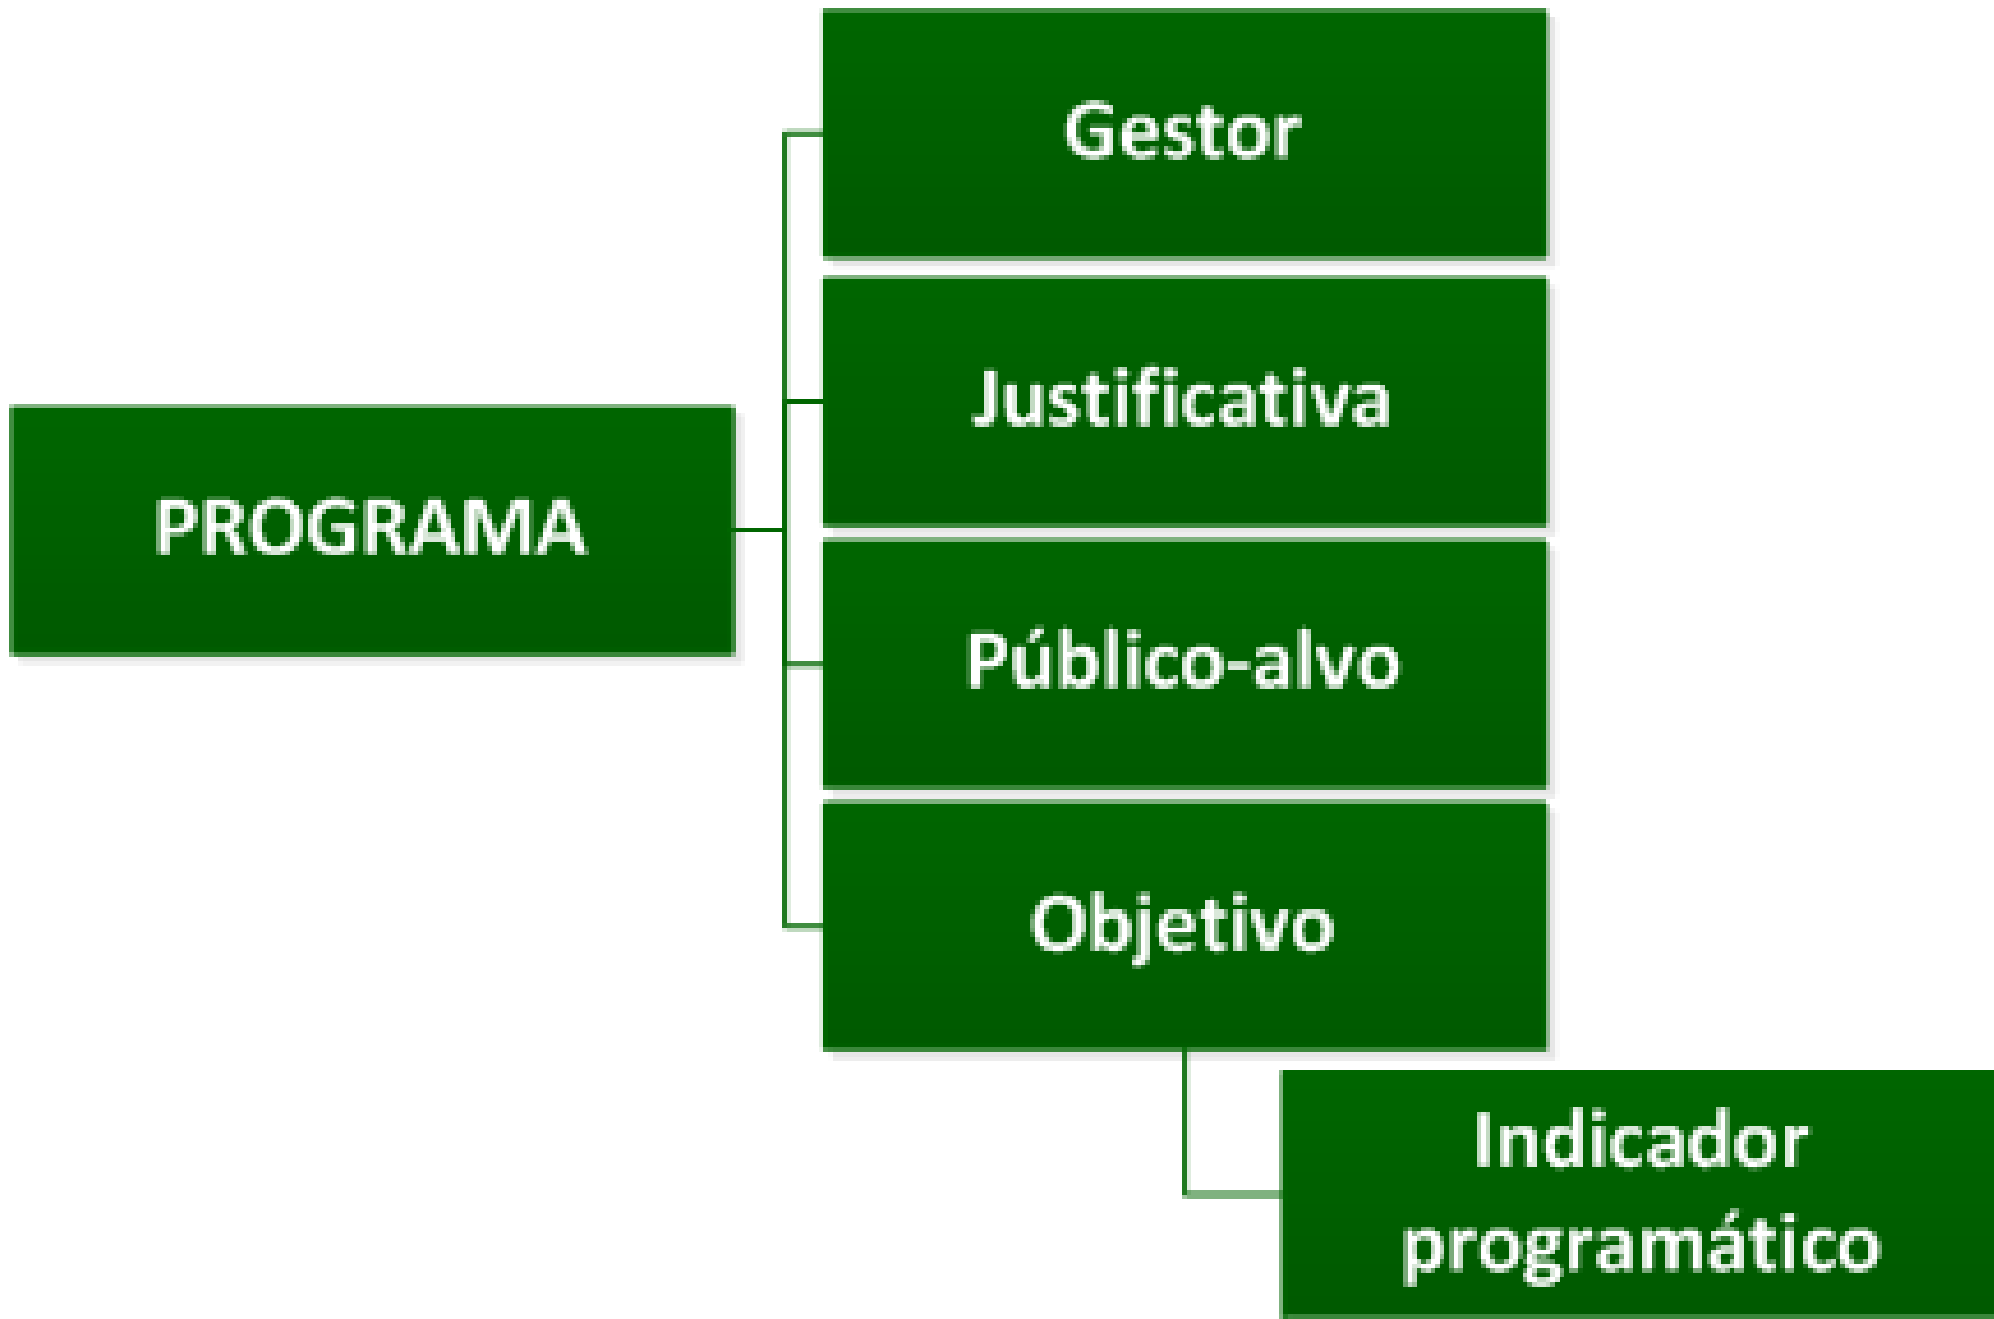 Gestor
Justificativa
PROGRAMA
Público-alvo
Objetivo
Indicador
programático